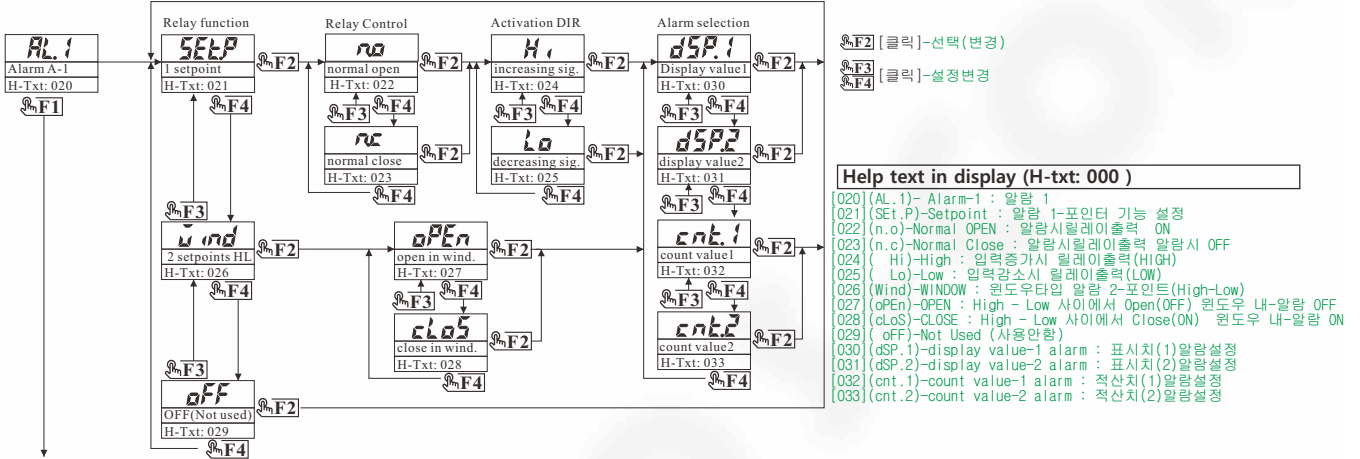 Relay function
Relay Control
Activation DIR
Alarm selection
AL.1
Alarm A-1
H-Txt: 020
F1
SEt.P
1 setpoint
H-Txt: 021
F2
F4
F3
no
normal open
H-Txt: 022
F2
F3
F4
nc
normal close
H-Txt: 023
F2
F4
Hi
increasing sig.
H-Txt: 024
F2
F3
F4
Lo
decreasing sig.
H-Txt: 025
F2
F4
dSP.1
Display value1
H-Txt: 030
F2
F3
F4
dSP.2
display value2
H-Txt: 031
F2
F3
F4
cnt.1
count value1
H-Txt: 032
F2
F3
F4
cnt.2
count value2
H-Txt: 033
F2
F4
wind
2 setpoints HL
H-Txt: 026
F2
F4
F3
oPEn
open in wind.
H-Txt: 027
F2
F3
F4
cLoS
close in wind.
H-Txt: 028
F2
F4
oFF
OFF(Not used)
H-Txt: 029
F2
F4
F2 [클릭]-선택(변경)
F3
F4 [클릭]-설정변경
Help text in display (H-txt: 000 )
[020](AL.1)- Alarm-1 : 알람 1
[021](SEt.P)-Setpoint : 알람 1-포인터 기능 설정
[022](n.o)-Normal OPEN : 알람시릴레이출력 ON
[023](n.c)-Normal Close : 알람시릴레이출력 알람시 OFF
[024]( Hi)-High : 입력증가시 릴레이출력(HIGH)
[025]( Lo)-Low : 입력감소시 릴레이출력(LOW)
[026](Wind)-WINDOW : 윈도우타입 알람 2-포인트(High-Low)
[027](oPEn)-OPEN : High - Low 사이에서 Open(OFF) 윈도우 내-알람 OFF
[028](cLoS)-CLOSE : High - Low 사이에서 Close(ON) 윈도우 내-알람 ON
[029]( oFF)-Not Used (사용안함)
[030](dSP.1)-display value-1 alarm : 표시치(1)알람설정
[031](dSP.2)-display value-2 alarm : 표시치(2)알람설정
[032](cnt.1)-count value-1 alarm : 적산치(1)알람설정
[033](cnt.2)-count value-2 alarm : 적산치(2)알람설정